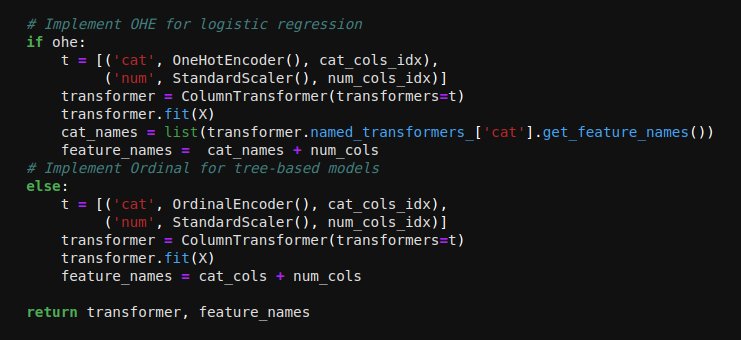 # Implement OHE for logistic regression
if ohe:
    t = [('cat', OneHotEncoder(), cat_cols_idx),
         ('num', StandardScaler(), num_cols_idx)]
    transformer = ColumnTransformer(transformers=t)
    transformer.fit(X)
    cat_names = list(transformer.named_transformers_['cat'].get_feature_names())
    feature_names =  cat_names + num_cols
# Implement Ordinal for tree-based models
else:
    t = [('cat', OrdinalEncoder(), cat_cols_idx),
         ('num', StandardScaler(), num_cols_idx)]
    transformer = ColumnTransformer(transformers=t)
    transformer.fit(X)
    feature_names = cat_cols + num_cols

return transformer, feature_names